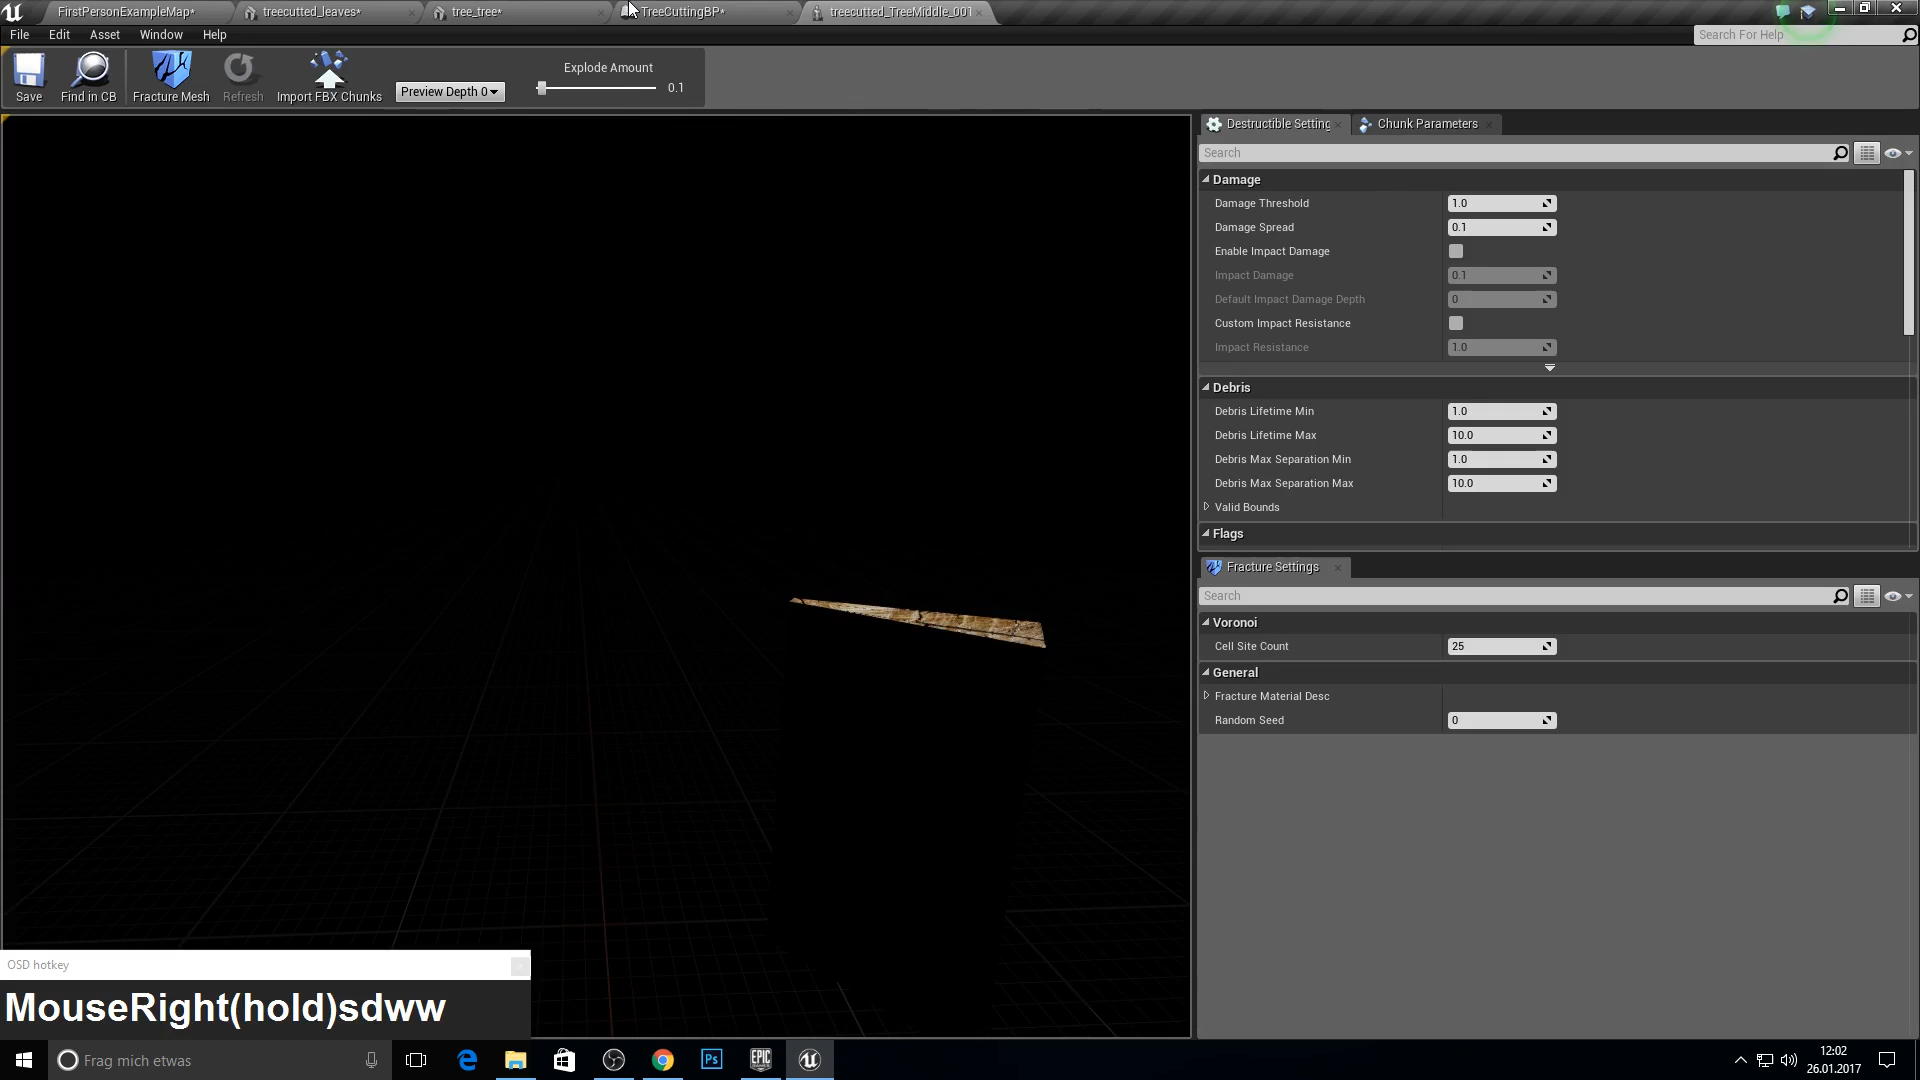 FirstPersonExampleMap*
treecutted_leaves*
tree_tree*
TreeCuttingBP*
treecutted_TreeMiddle_001
File Edit Asset Window Help
Search For Help
Save
Find in CB
Fracture Mesh
Refresh
Import FBX Chunks
Preview Depth 0
Explode Amount
0.1
Destructible Setting
Chunk Parameters
Search
Damage
Damage Threshold 1.0
Damage Spread 0.1
Enable Impact Damage
Impact Damage 0.1
Default Impact Damage Depth 0
Custom Impact Resistance
Impact Resistance 1.0
Debris
Debris Lifetime Min 1.0
Debris Lifetime Max 10.0
Debris Max Separation Min 1.0
Debris Max Separation Max 10.0
Valid Bounds
Flags
Fracture Settings
Search
Voronoi
Cell Site Count 25
General
Fracture Material Desc
Random Seed 0
OSD hotkey
MouseRight(hold)sdww
Frag mich etwas
Ps
EPIC
GAMES
12:02
26.01.2017